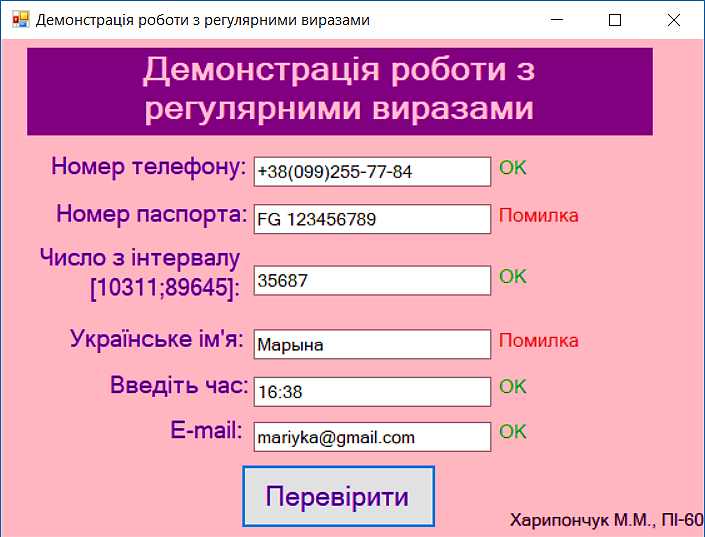 Демонстрація роботи з регулярними виразами
Демонстрація роботи з
регулярними виразами
Номер телефону: +38(099)255-77-84 OK
Номер паспорта: FG 123456789 Помилка
Число з інтервалу
[10311;89645]: 35687 OK
Українське ім'я: Марына Помилка
Введіть час: 16:38 OK
E-mail: mariyka@gmail.com OK
Перевірити
Харипончук М.М., ПІ-60